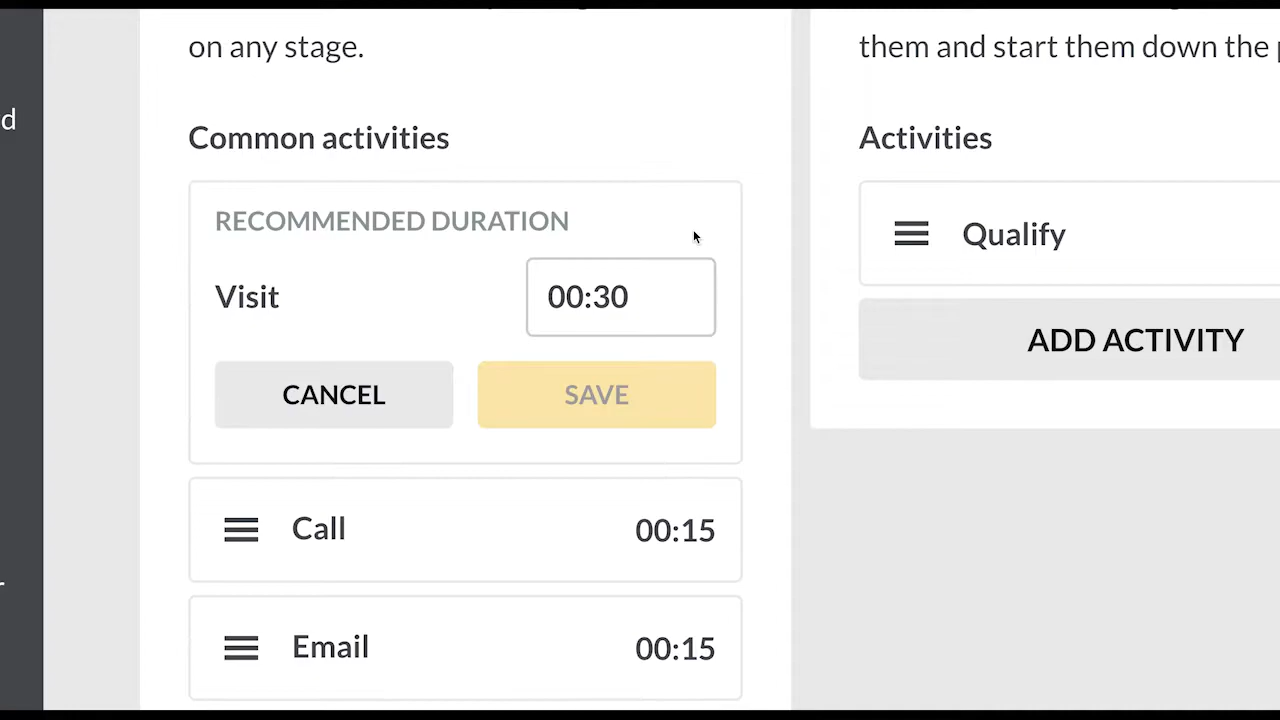 on any stage.
Common activities
RECOMMENDED DURATION
Visit
00:30
CANCEL
SAVE
Call
00:15
Email
00:15
them and start them down the
Activities
Qualify
ADD ACTIVITY